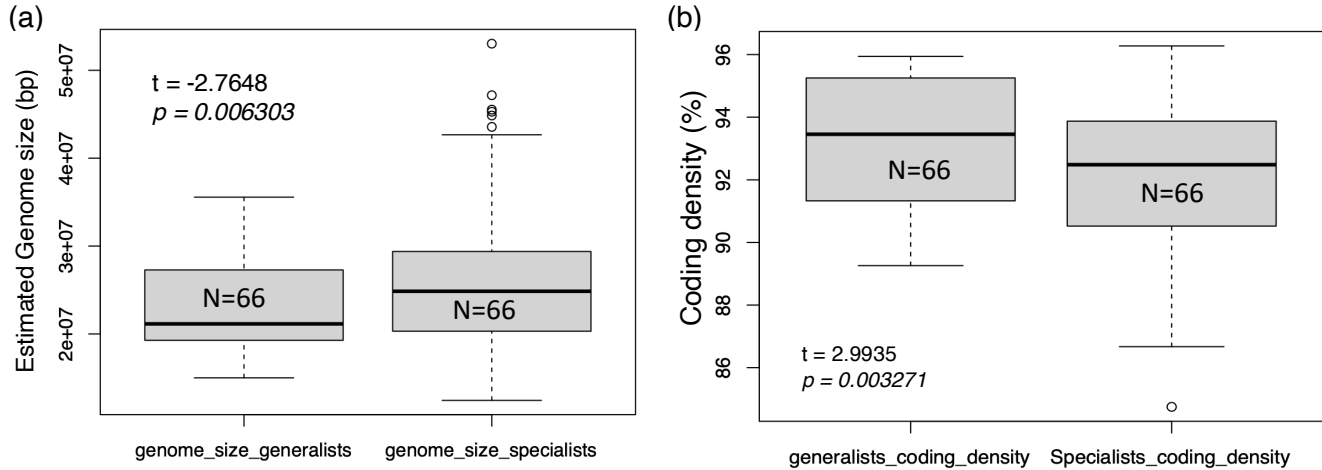 (a)
Estimated Genome size (bp)
5e+07
4e+07
3e+07
2e+07
t = -2.7648
p = 0.006303
N=66
N=66
genome_size_generalists
genome_size_specialists
(b)
Coding density (%)
96
94
92
90
88
86
N=66
N=66
t = 2.9935
p = 0.003271
generalists_coding_density
Specialists_coding_density